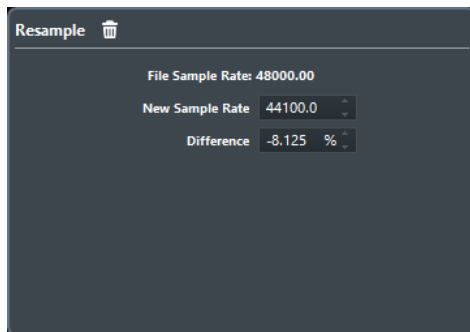 Resample
File Sample Rate: 48000.00
New Sample Rate 44100.0
Difference -8.125 %